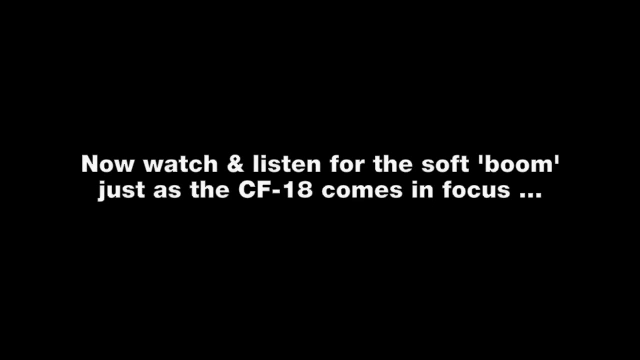 Now watch & listen for the soft 'boom'
just as the CF-18 comes in focus ...